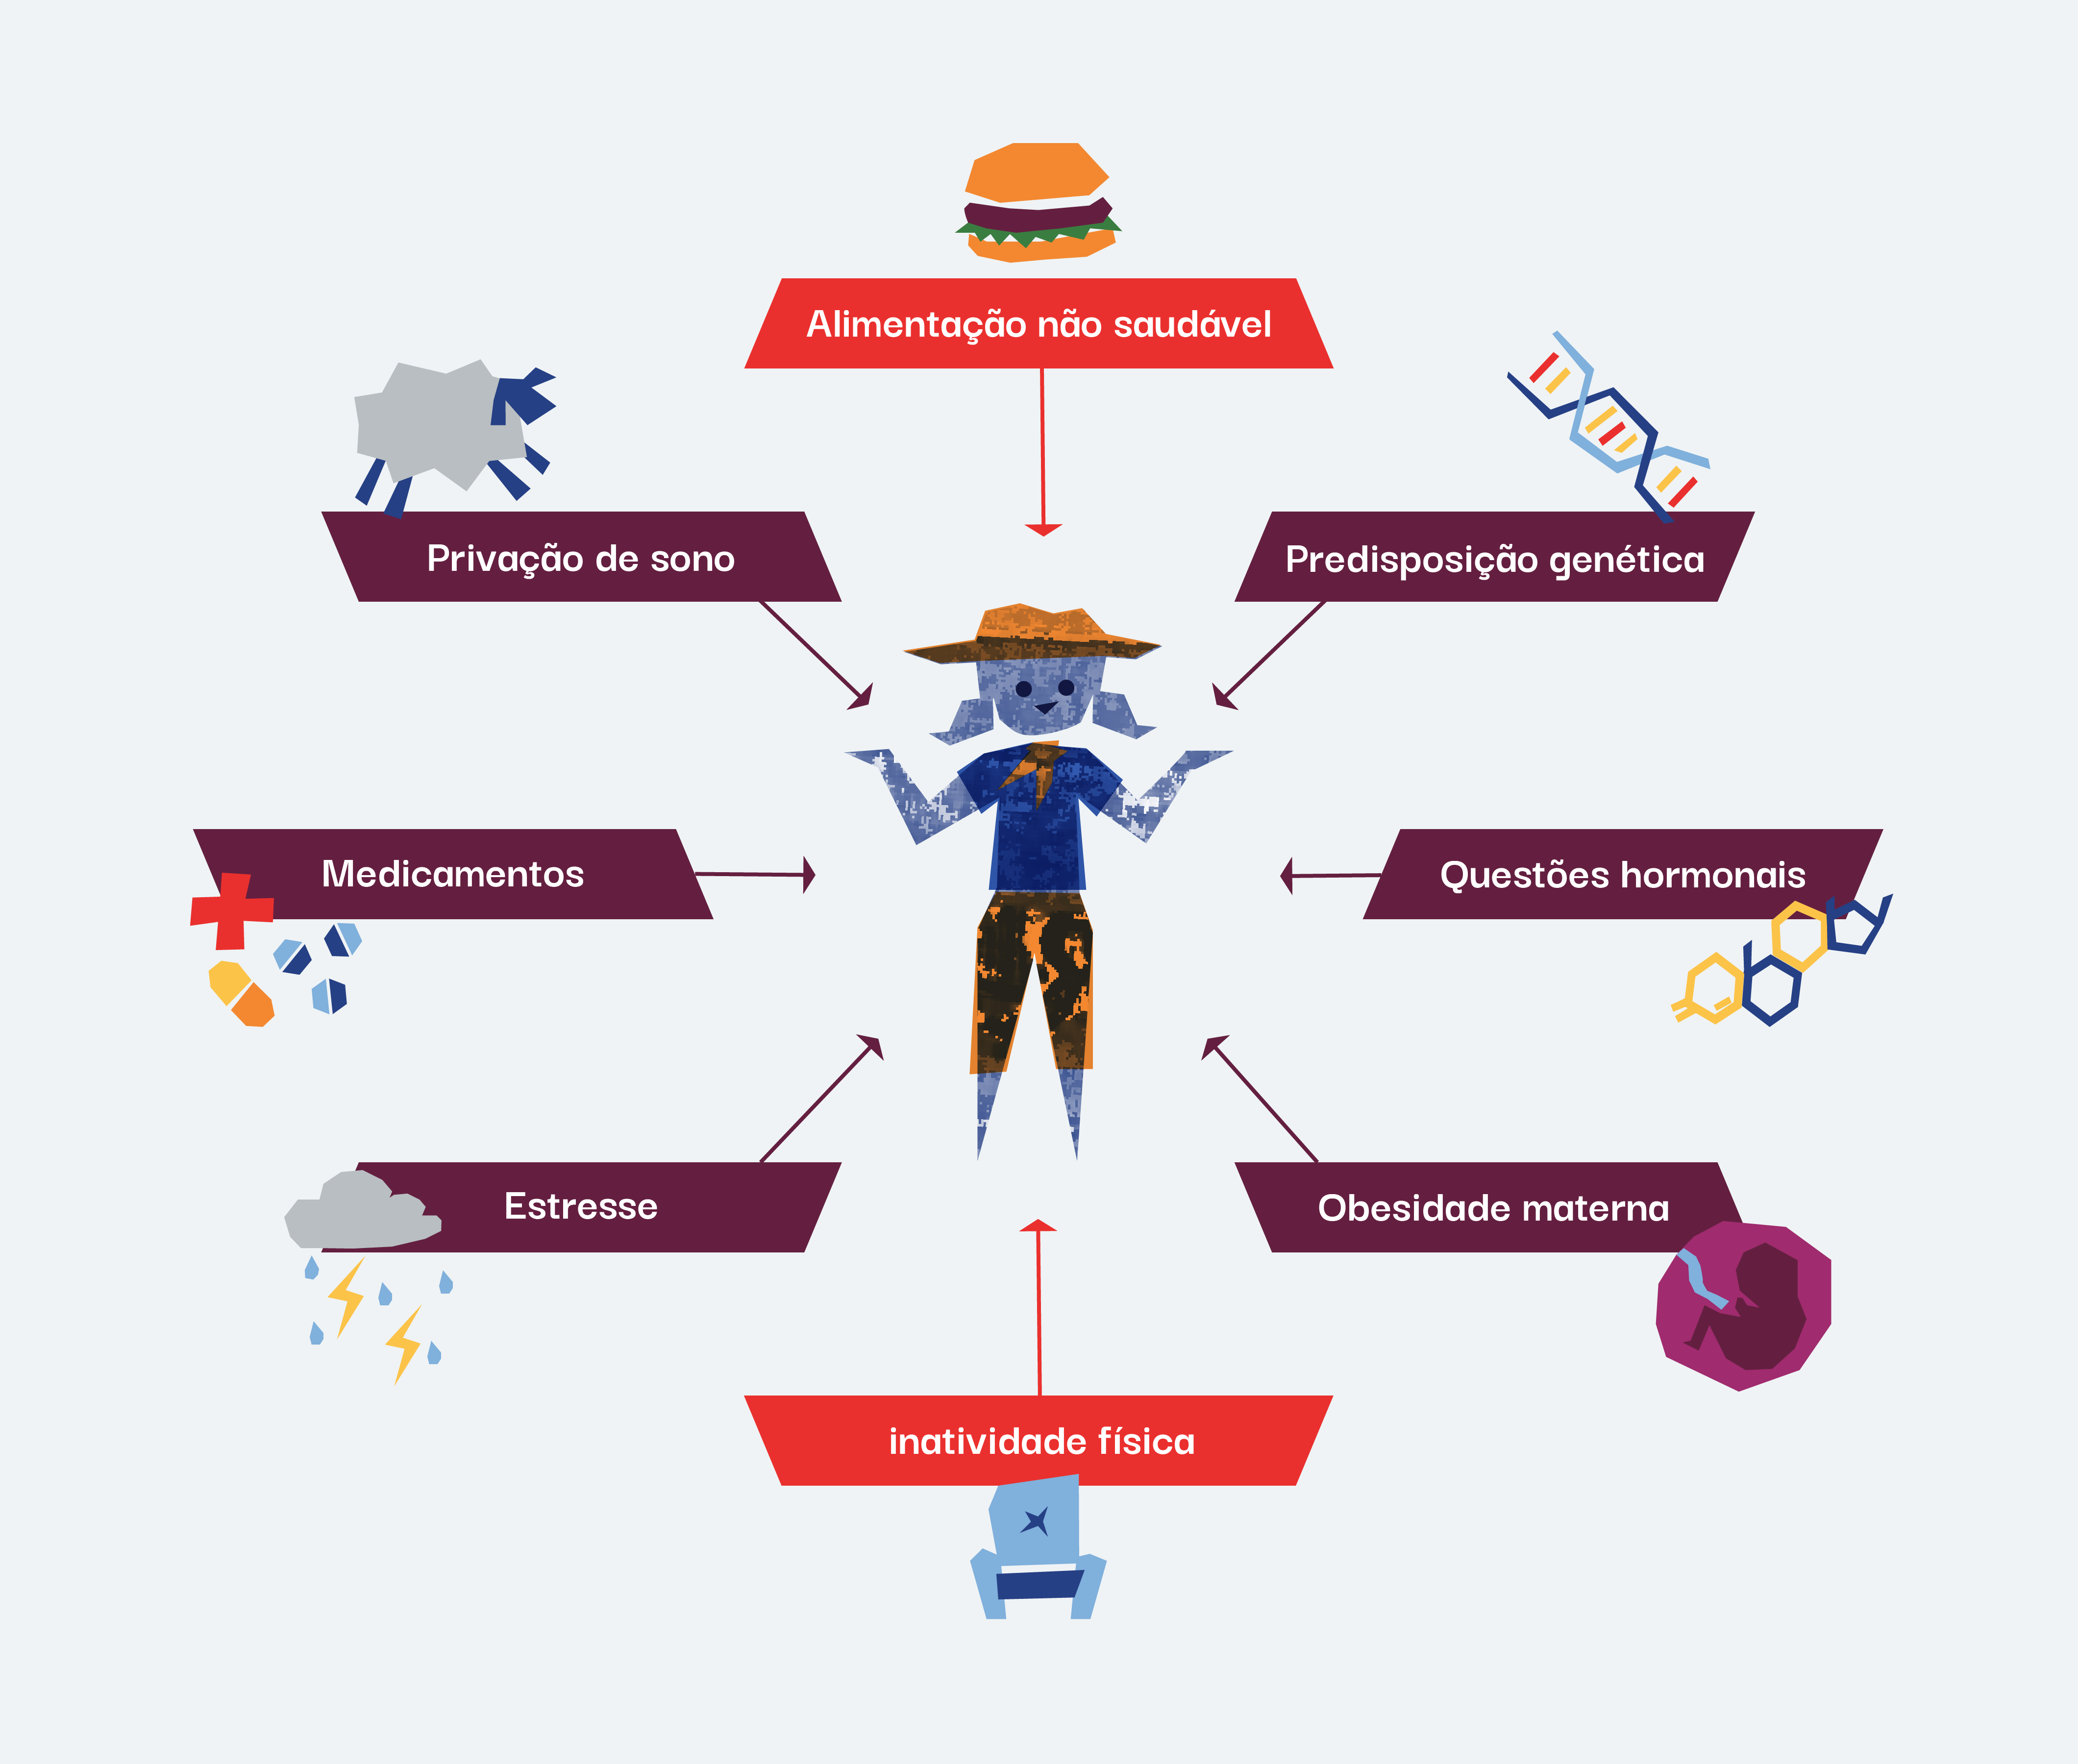 Alimentação não saudável
Privação de sono
Predisposição genética
Medicamentos
Questões hormonais
Estresse
Obesidade materna
inatividade física